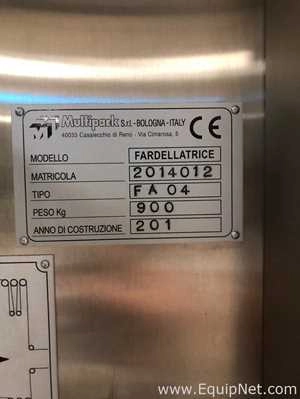 Multipack S.r.l. - BOLOGNA - ITALY
40033 Casalecchio di Reno - Via Cimarosa, 5
CE
MODELLO FARDELLATRICE
MATRICOLA 2014012
TIPO FA 04
PESO Kg 900
ANNO DI COSTRUZIONE 201
www.EquipNet.com